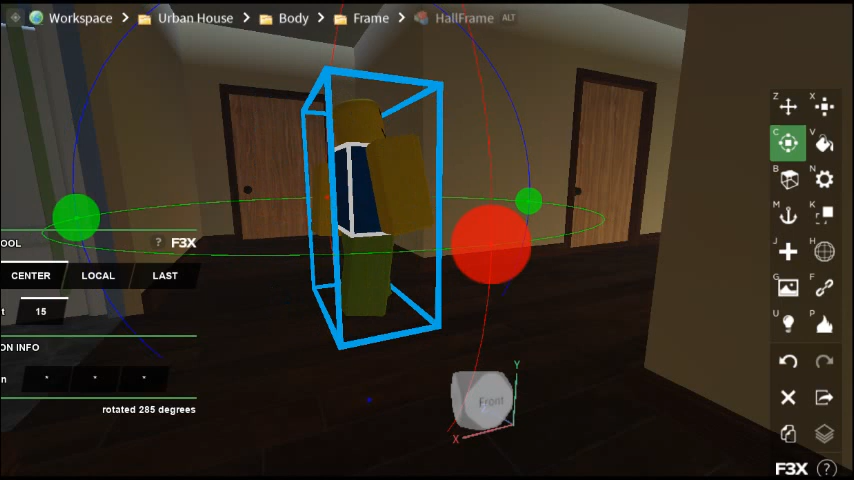 Workspace > Urban House > Body > Frame > HallFrame ALT
Z X
C V
B N
M K
J H
G F
U P
OOL ? F3X
CENTER LOCAL LAST
t 15
ON INFO
n * * *
rotated 285 degrees
Front
Y
X
F3X ?